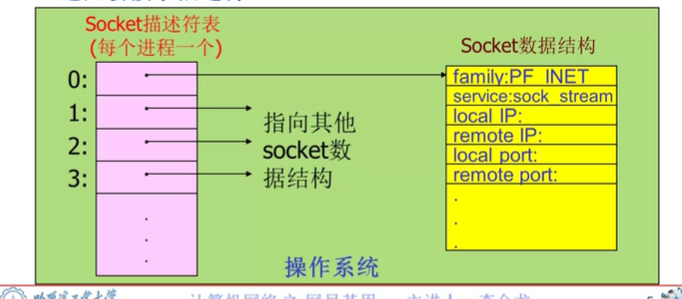 Socket描述符表
(每个进程一个)
0:
1:
2:
3:
指向其他
socket数
据结构
Socket数据结构
family:PF_INET
service:sock_stream
local IP:
remote IP:
local port:
remote port:
操作系统